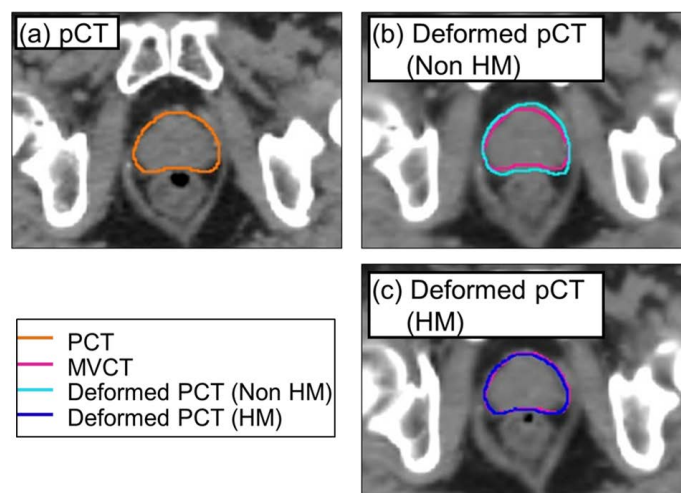 (a) pCT
(b) Deformed pCT
(Non HM)
(c) Deformed pCT
(HM)
PCT
MVCT
Deformed PCT (Non HM)
Deformed PCT (HM)